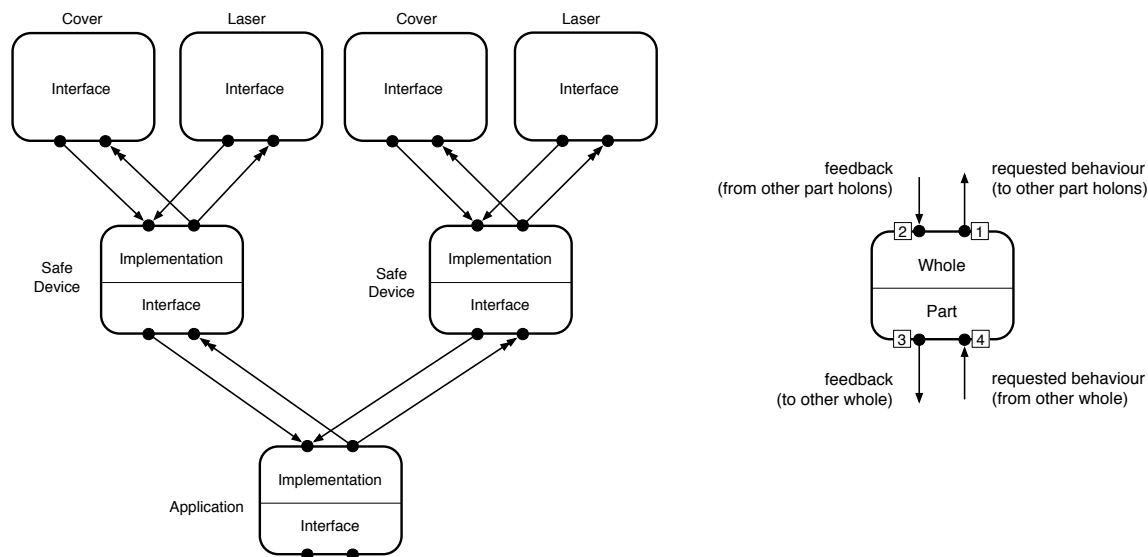 Cover
Laser
Cover
Laser
Interface
Interface
Interface
Interface
Safe
Device
Implementation
Interface
Safe
Device
Implementation
Interface
Application
Implementation
Interface
feedback
(from other part holons)
requested behaviour
(to other part holons)
2
1
Whole
Part
3
4
feedback
(to other whole)
requested behaviour
(from other whole)